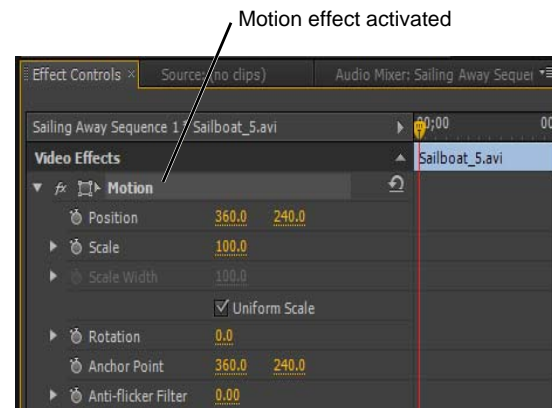 Motion effect activated
Effect Controls × Source: (no clips) Audio Mixer: Sailing Away Sequer
Sailing Away Sequence 1 * Sailboat_5.avi 00;00 00
Video Effects Sailboat_5.avi
fx Motion
Position 360.0 240.0
Scale 100.0
Scale Width 100.0
Uniform Scale
Rotation 0.0
Anchor Point 360.0 240.0
Anti-flicker Filter 0.00